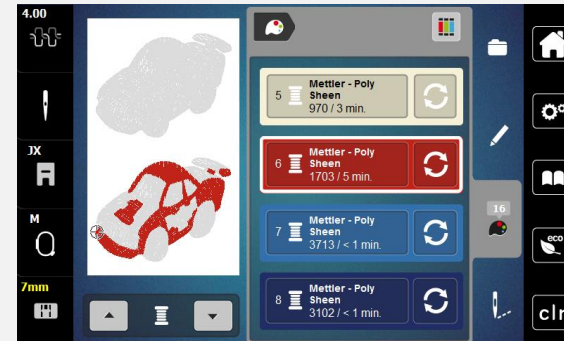 4.00
JX
M
7mm
5
Mettler - Poly
Sheen
970 / 3 min.
6
Mettler - Poly
Sheen
1703 / 5 min.
7
Mettler - Poly
Sheen
3713 / < 1 min.
8
Mettler - Poly
Sheen
3102 / < 1 min.
16
eco
clr